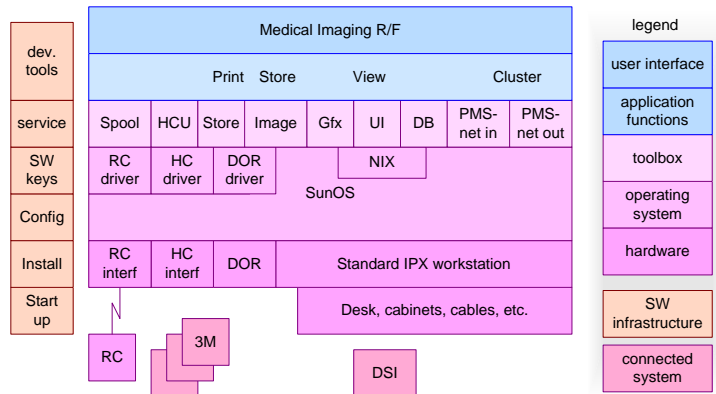 Medical Imaging R/F
legend
dev.
tools
user interface
Print Store View Cluster
application
functions
service
Spool HCU Store Image Gfx UI DB
PMS-
net in
PMS-
net out
toolbox
SW
keys
RC
driver
HC
driver
DOR
driver
NIX
SunOS
operating
system
Config
Install
RC
interf
HC
interf
DOR
Standard IPX workstation
hardware
Start
up
Desk, cabinets, cables, etc.
SW
infrastructure
RC
3M
DSI
connected
system